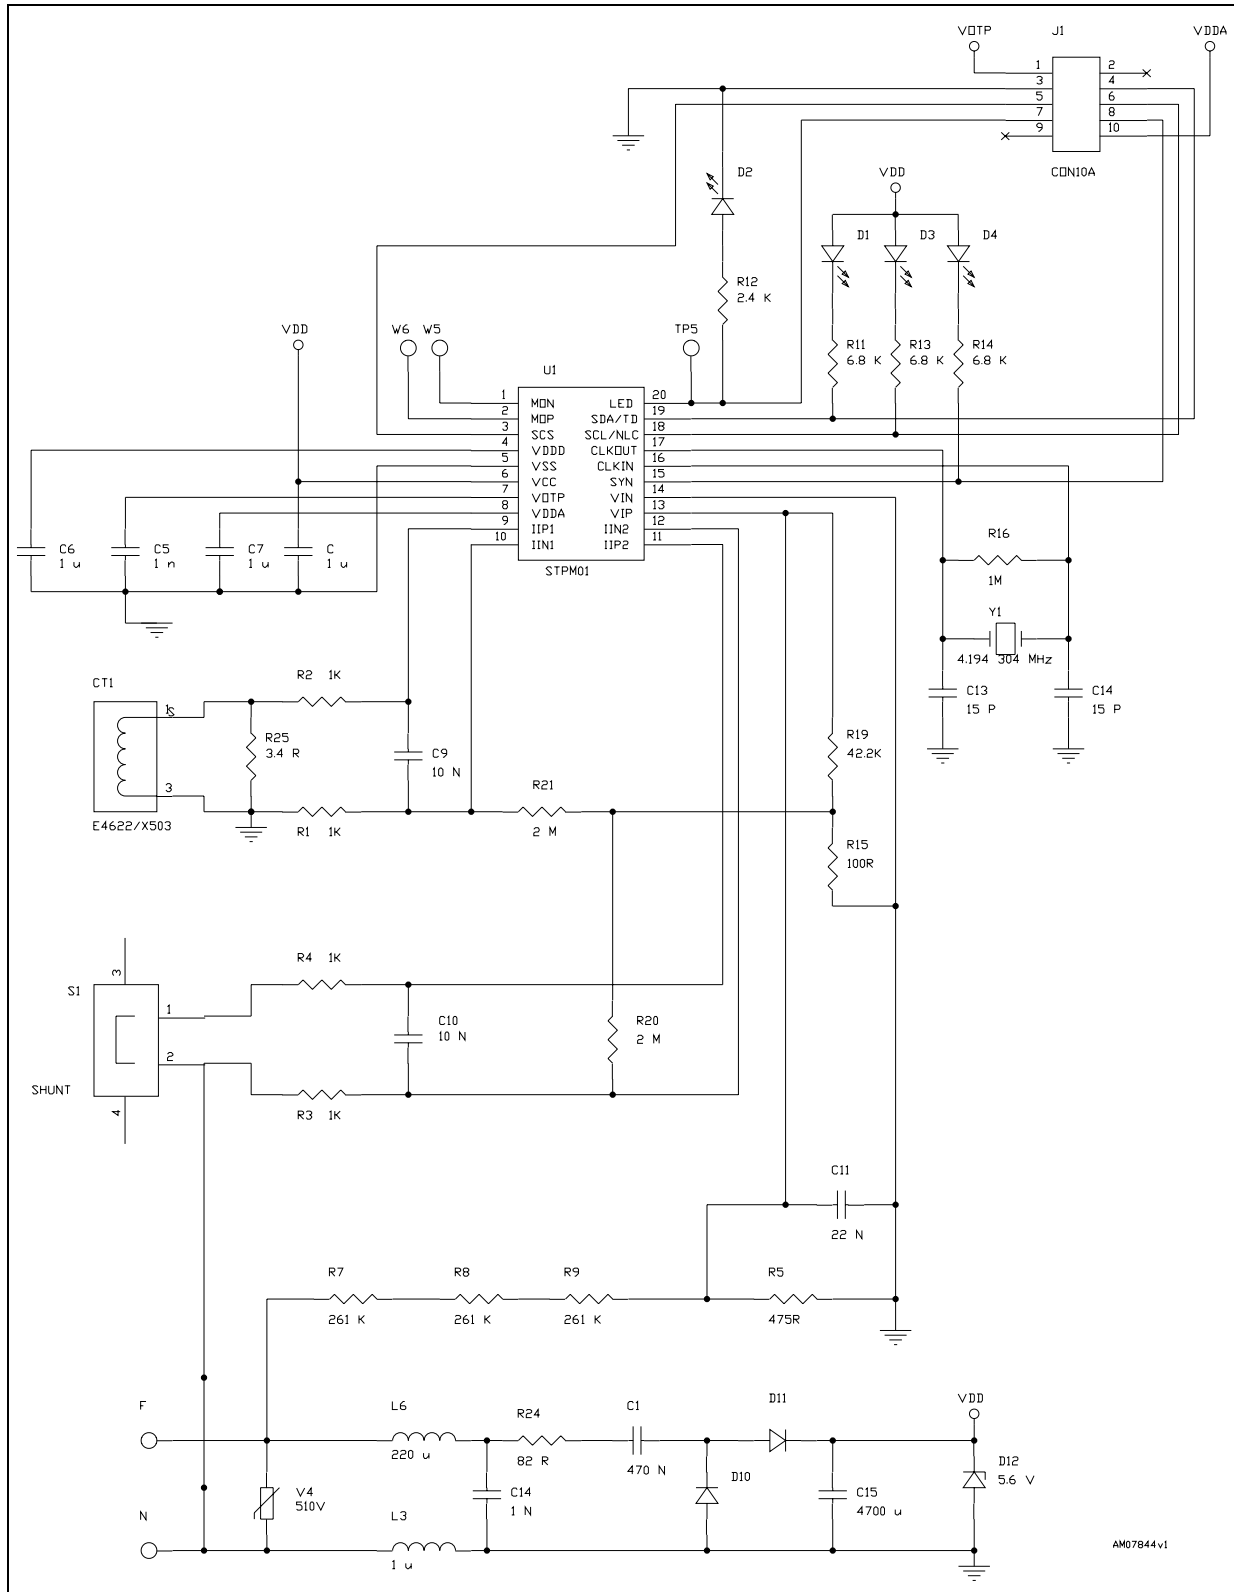 VOTP J1 VDDA
1 2
3 4
5 6
7 8
9 10
CON10A
D2
VDD
D1 D3 D4
R12
2.4 K
VDD
W6 W5
TP5
R11 R13 R14
6.8 K 6.8 K 6.8 K
U1
1 MON LED 20
2 MOP SDA/TD 19
3 SCS SCL/NLC 18
4 VDDD CLKOUT 17
5 VSS CLKIN 16
6 VCC SYN 15
7 VOTP VIN 14
8 VDDA VIP 13
9 IIP1 IIN2 12
10 IIN1 IIP2 11
STPM01
C6 C5 C7 C
1 u 1 n 1 u 1 u
R16
1M
Y1
4.194 304 MHz
C13 C14
15 P 15 P
CT1
R2 1K
1 S
R25
3.4 R
C9
10 N
R19
42.2K
3
R21
E4622/X503
R1 1K
2 M
R15
100R
R4 1K
3
S1
1
C10
10 N
R20
2 M
2
SHUNT
4
R3 1K
C11
22 N
R7 R8 R9 R5
261 K 261 K 261 K 475R
F L6 R24 C1 D11 VDD
220 u 82 R 470 N
D10
D12
5.6 V
V4
510V
C14
1 N
C15
4700 u
N L3
1 u
AM07844v1